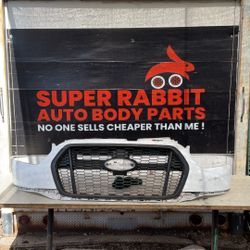 SUPER RABBIT
AUTO BODY PARTS
NO ONE SELLS CHEAPER THAN ME !